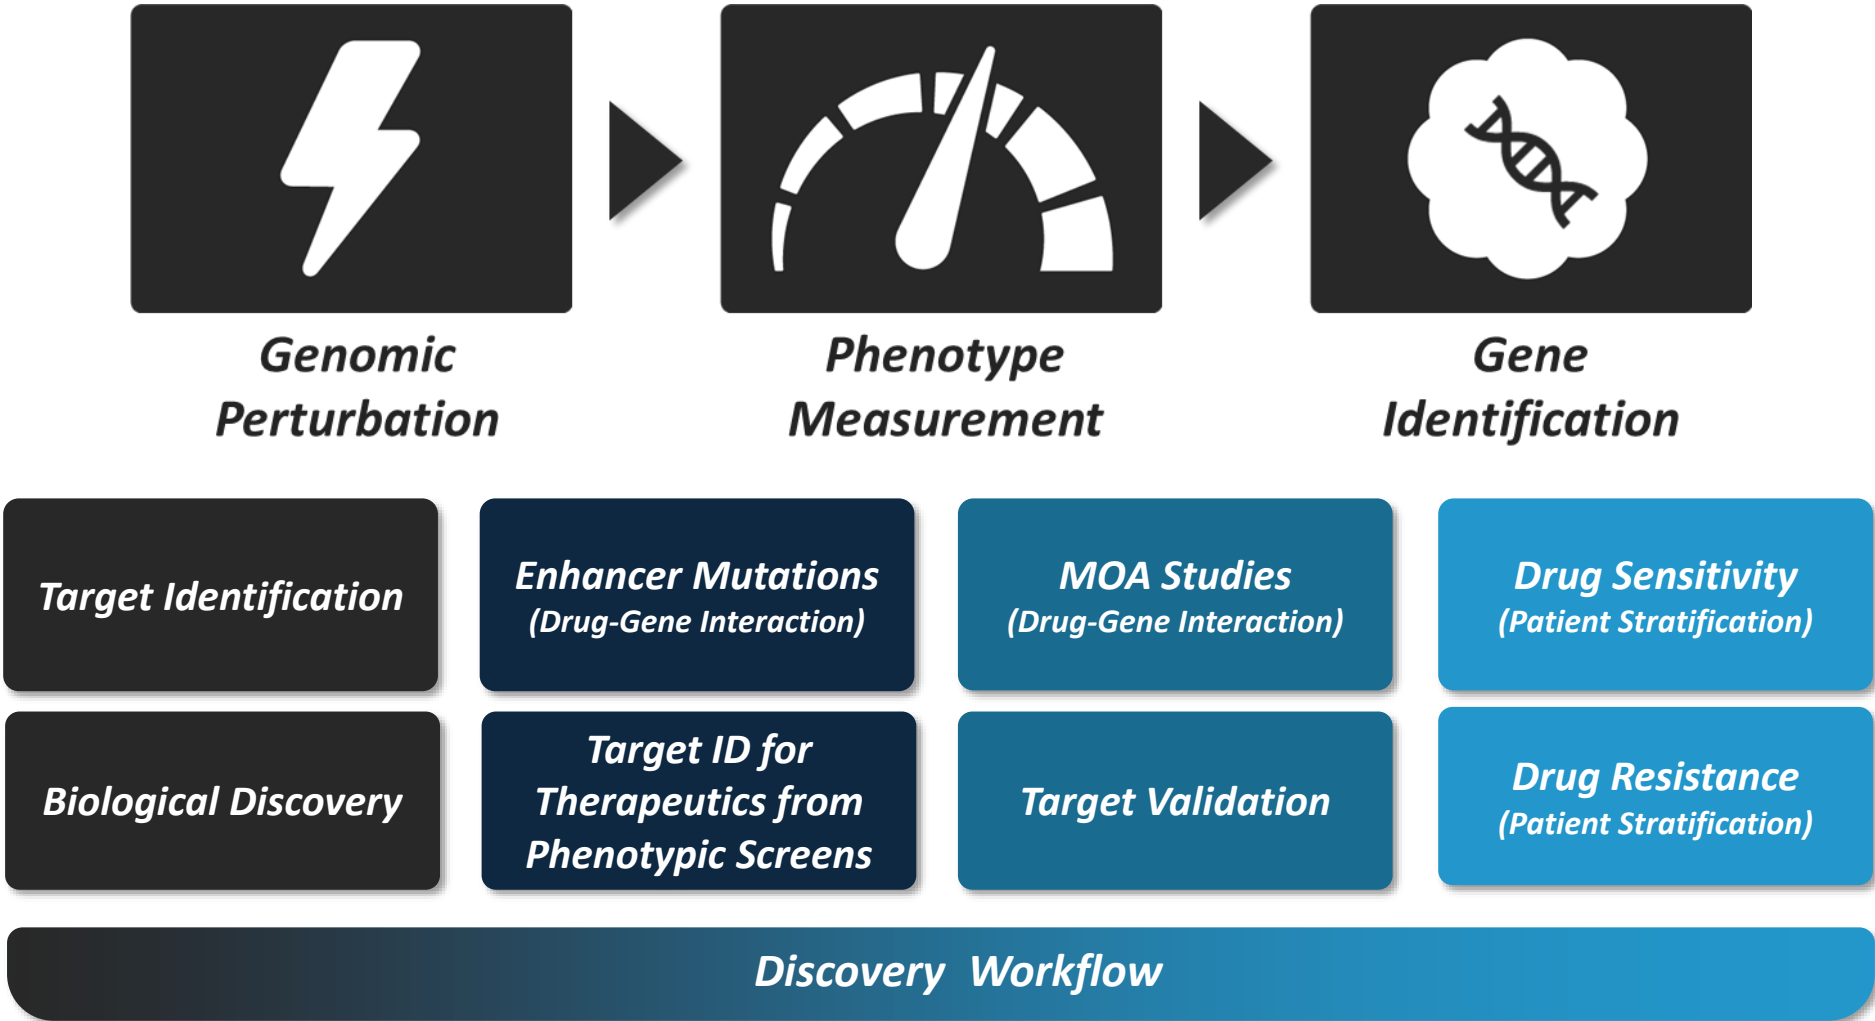 Genomic
Perturbation
Phenotype
Measurement
Gene
Identification
Target Identification
Enhancer Mutations
(Drug-Gene Interaction)
MOA Studies
(Drug-Gene Interaction)
Drug Sensitivity
(Patient Stratification)
Biological Discovery
Target ID for
Therapeutics from
Phenotypic Screens
Target Validation
Drug Resistance
(Patient Stratification)
Discovery Workflow